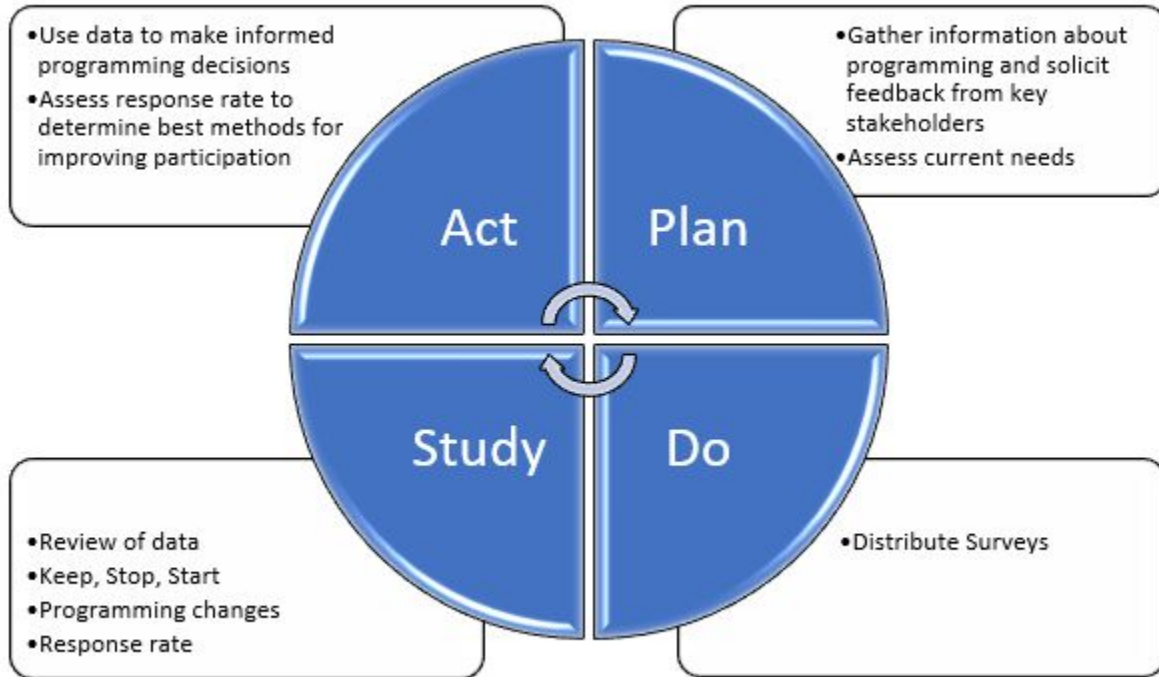 •Use data to make informed
programming decisions
•Assess response rate to
determine best methods for
improving participation
•Gather information about
programming and solicit
feedback from key
stakeholders
•Assess current needs
Act
Plan
Study
Do
•Review of data
•Keep, Stop, Start
•Programming changes
•Response rate
•Distribute Surveys